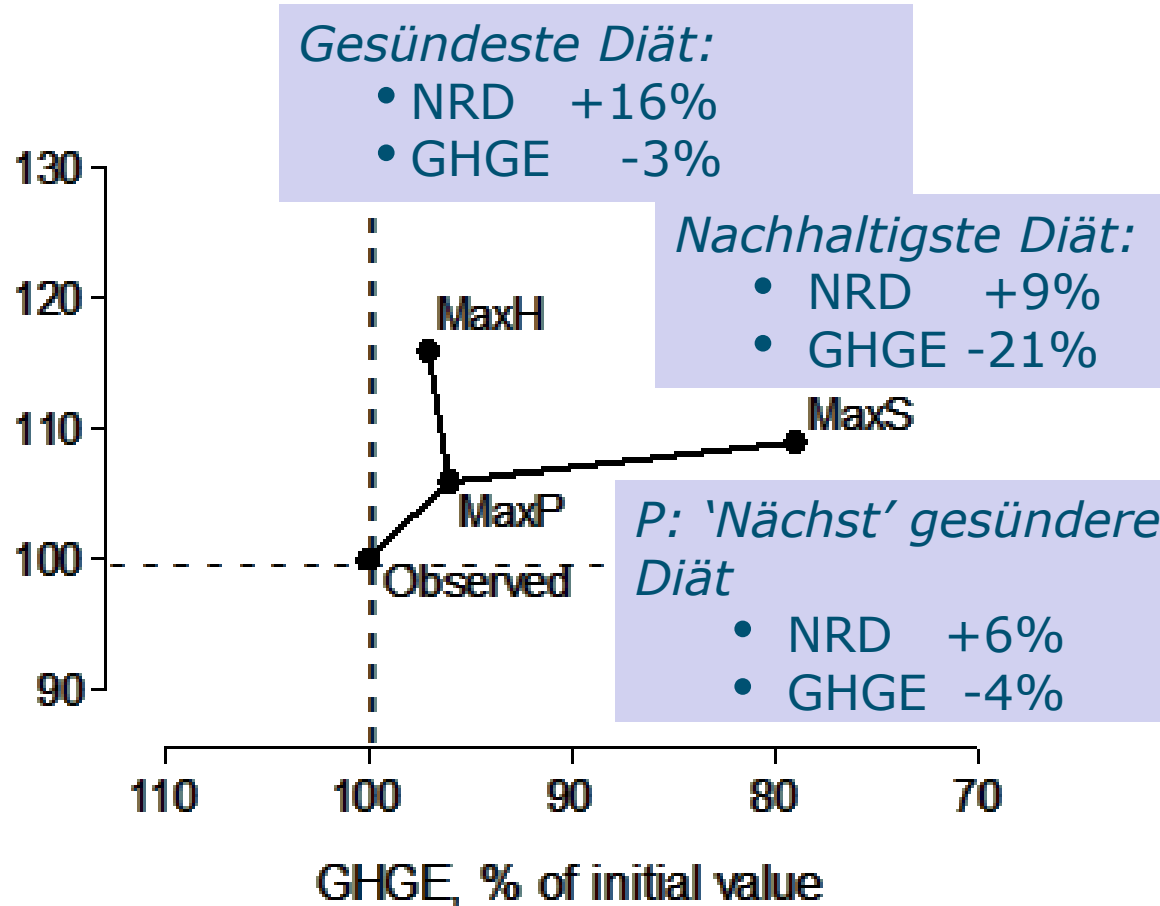 Gesündeste Diät:
• NRD +16%
• GHGE -3%
Nachhaltigste Diät:
• NRD +9%
• GHGE -21%
P: ‘Nächst’ gesündere
Diät
• NRD +6%
• GHGE -4%
130
120
110
100
90
MaxH
MaxS
MaxP
Observed
110 100 90 80 70
GHGE, % of initial value